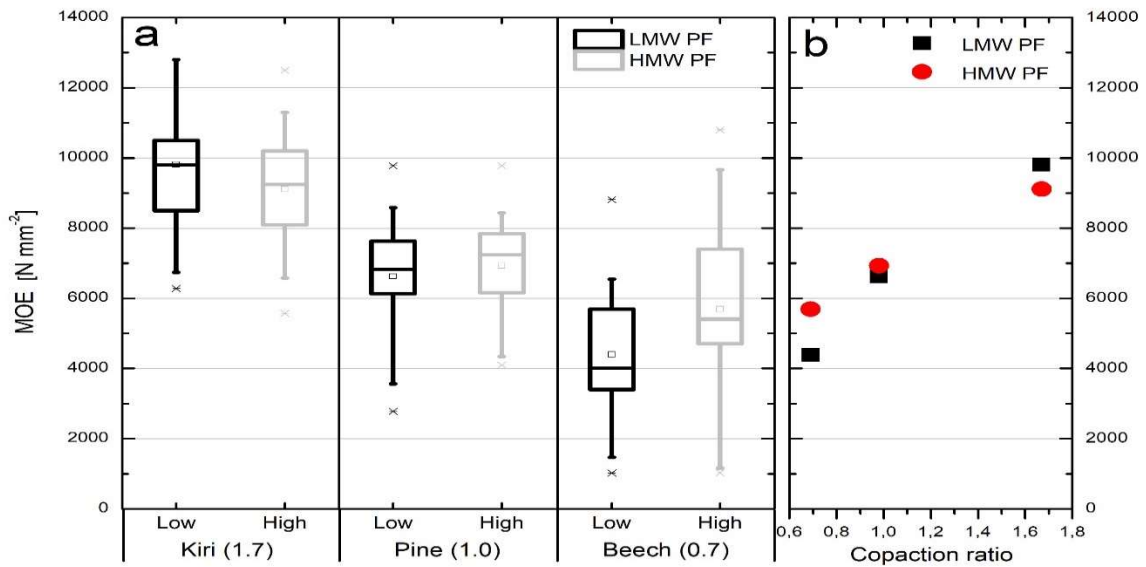 a
LMW PF
HMW PF
b
LMW PF
HMW PF
14000
12000
10000
8000
6000
4000
2000
0
MOE [N mm-2]
14000
12000
10000
8000
6000
4000
2000
0
Low High Low High Low High
0,6 0,8 1,0 1,2 1,4 1,6 1,8
Kiri (1.7) Pine (1.0) Beech (0.7) Copaction ratio